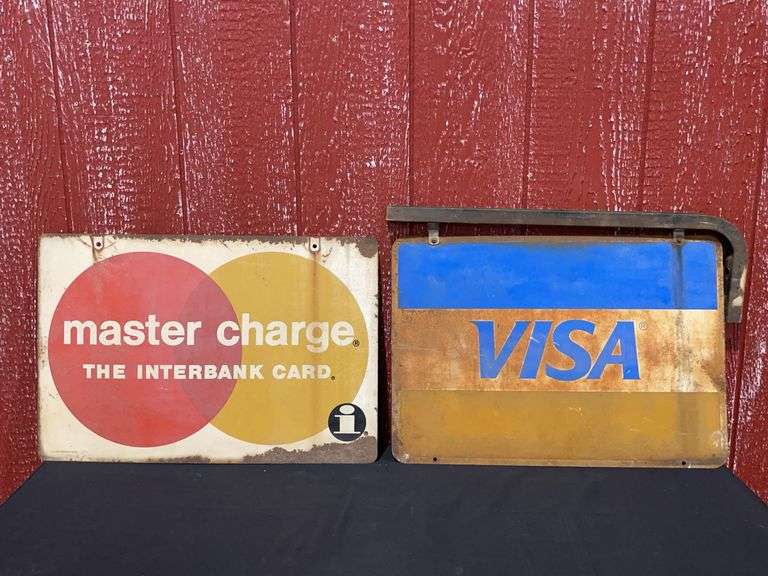 master charge®
THE INTERBANK CARD®
i
VISA®